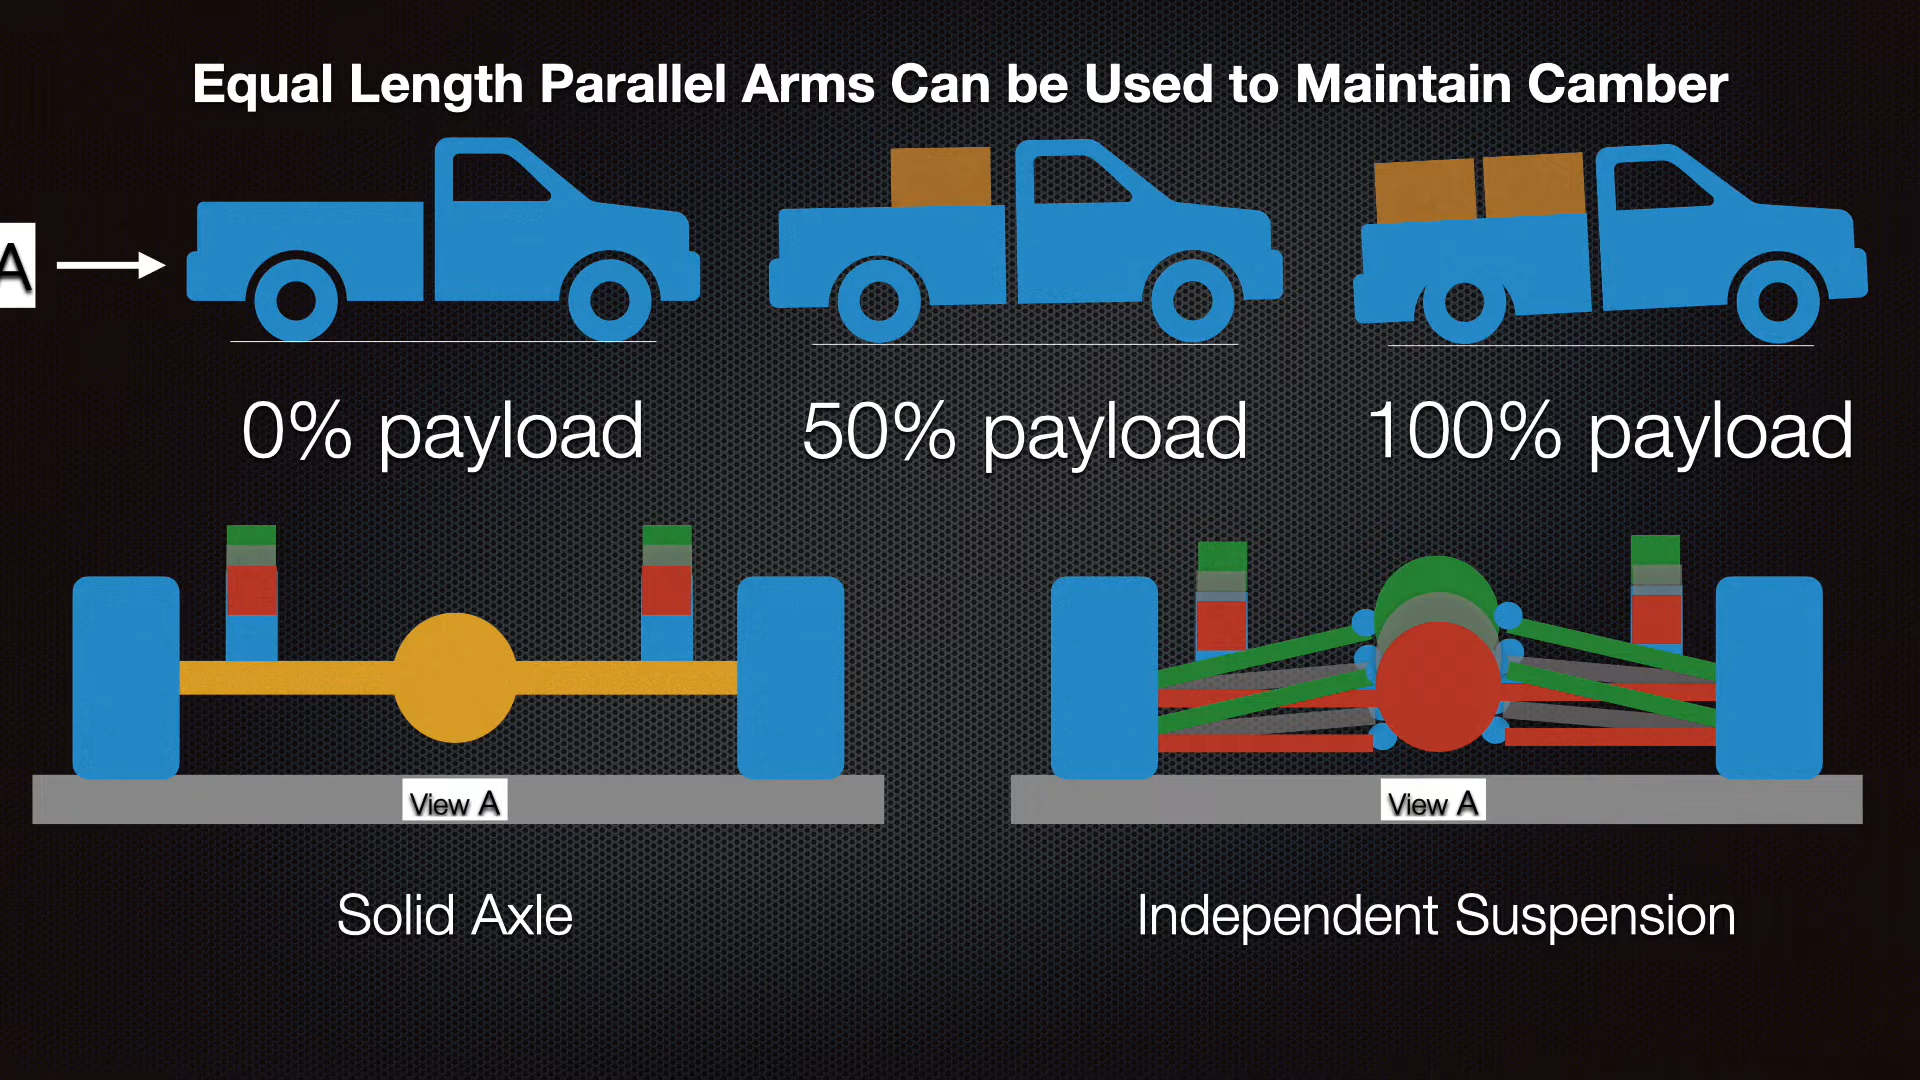 Equal Length Parallel Arms Can be Used to Maintain Camber
A
0% payload
50% payload
100% payload
View A
View A
Solid Axle
Independent Suspension